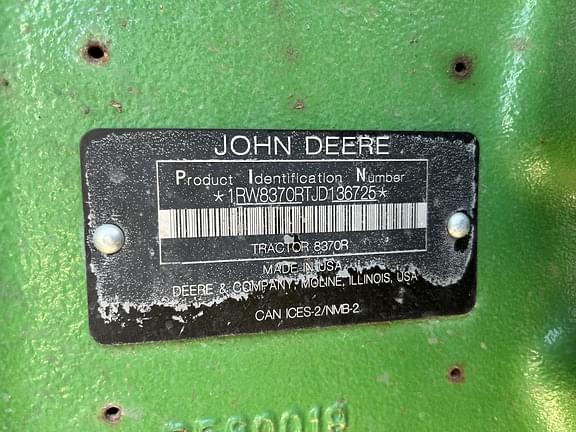 JOHN DEERE
Product Identification Number
*1RW8370RTJD136725*
TRACTOR 8370R
MADE IN USA
DEERE & COMPANY, MOLINE, ILLINOIS, USA
CAN ICES-2/NMB-2